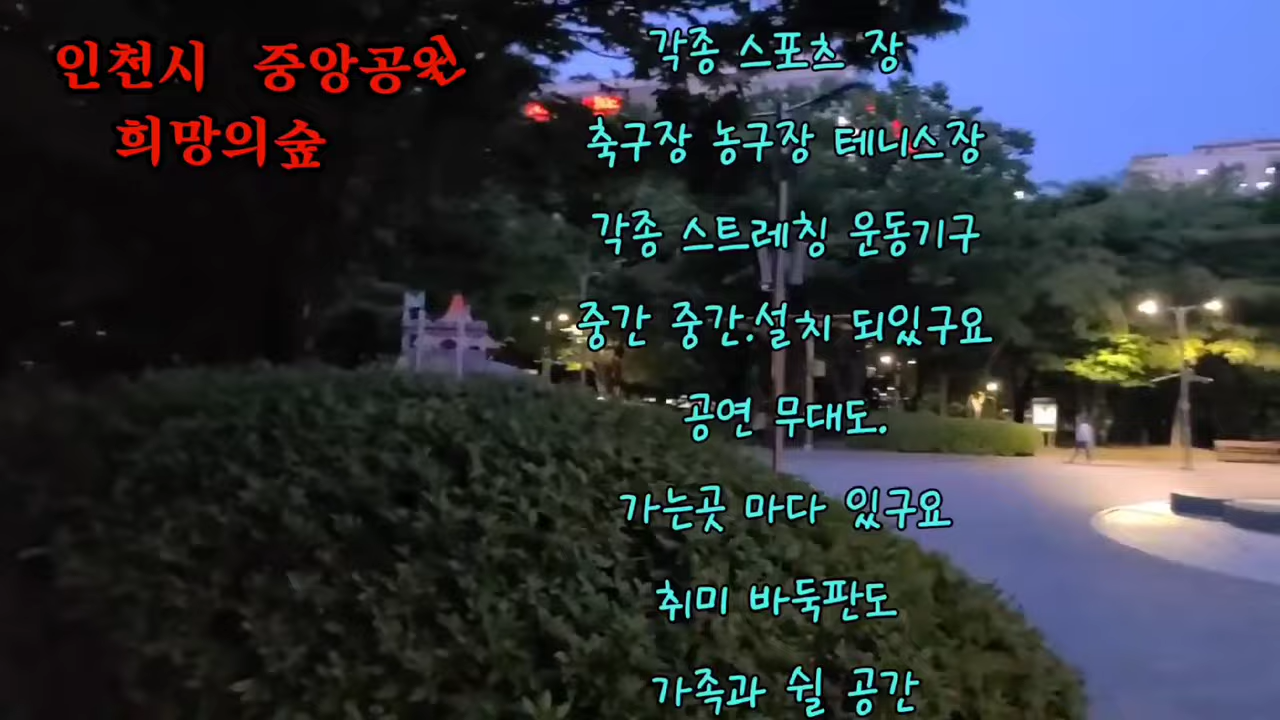 인천시 중앙공원
희망의숲
각종 스포츠 장
축구장 농구장 테니스장
각종 스트레칭 운동기구
중간 중간.설치 되있구요
공연 무대도.
가는곳 마다 있구요
취미 바둑판도
가족과 쉴 공간